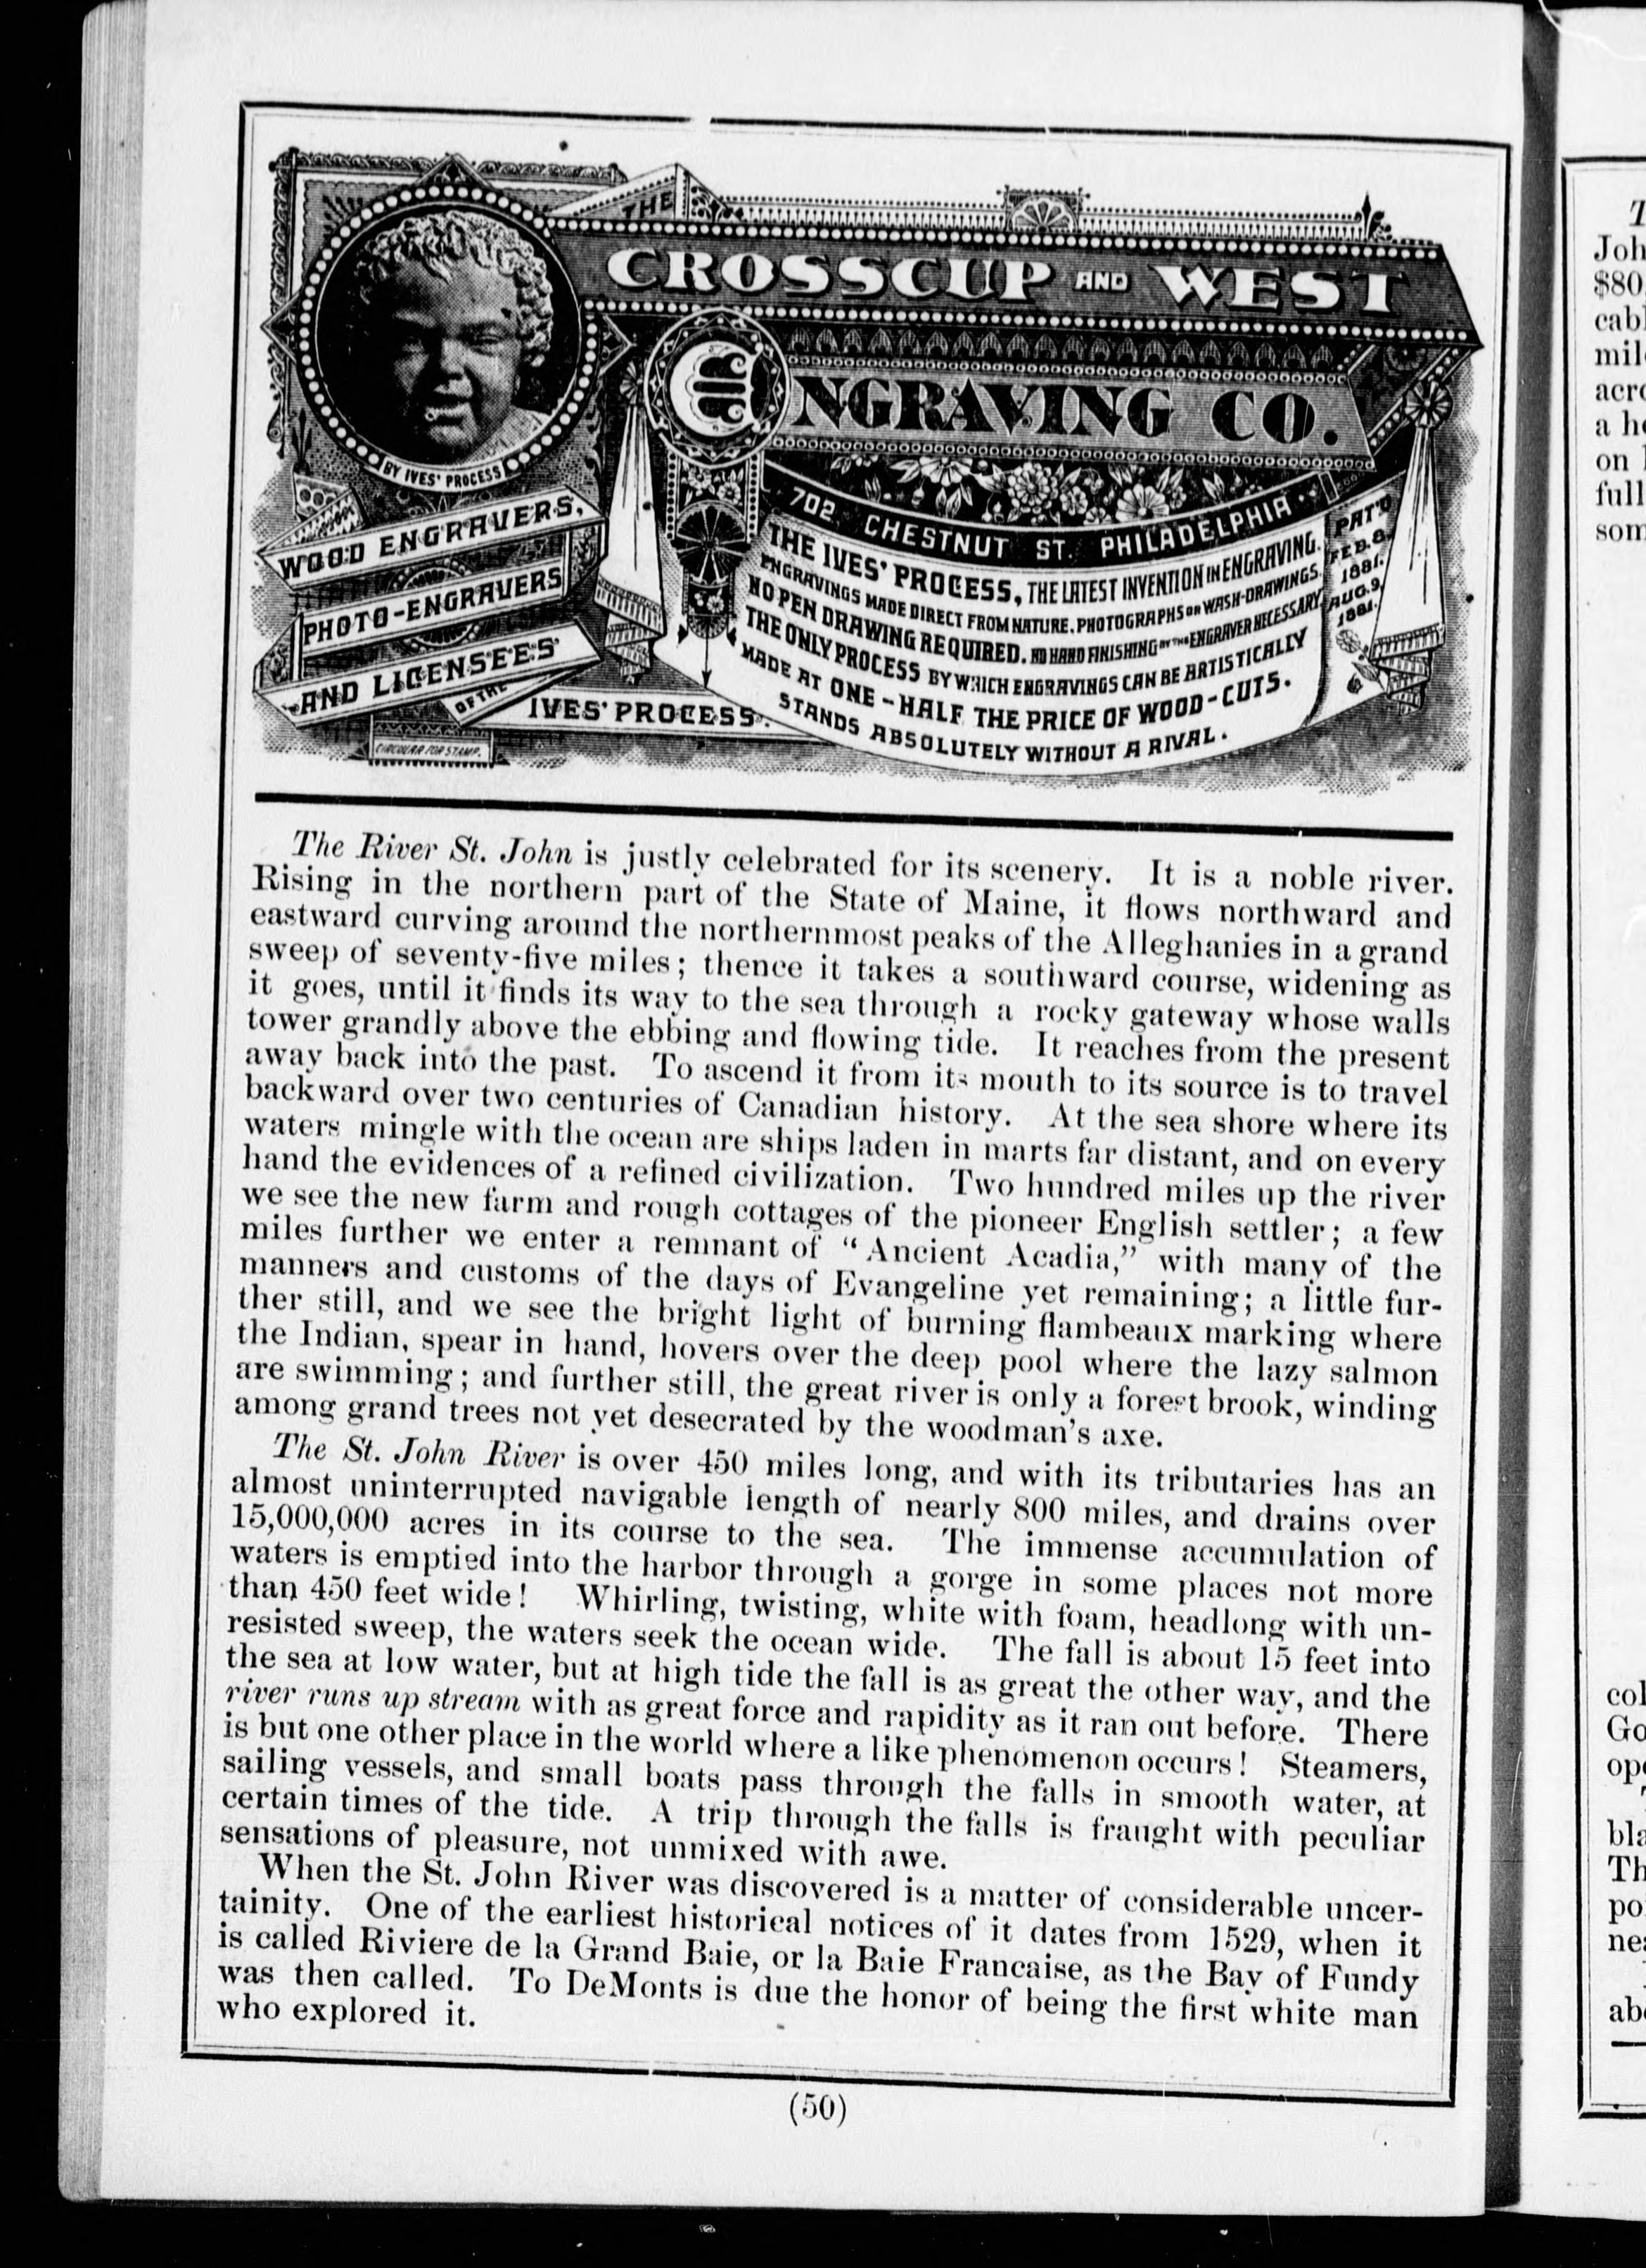 THE
CROSSCUP AND WEST
ENGRAVING CO.
BY IVES' PROCESS
702 CHESTNUT ST. PHILADELPHIA
WOOD ENGRAVERS,
PHOTO-ENGRAVERS
AND LICENSEES
OF THE
IVES' PROCESS.
CIRCULAR FOR STAMP.
THE IVES' PROCESS, THE LATEST INVENTION IN ENGRAVING.
ENGRAVINGS MADE DIRECT FROM NATURE. PHOTOGRAPHS OR WASH-DRAWINGS.
NO PEN DRAWING REQUIRED. NO HAND FINISHING BY THE ENGRAVER NECESSARY
THE ONLY PROCESS BY WHICH ENGRAVINGS CAN BE ARTISTICALLY
MADE AT ONE-HALF THE PRICE OF WOOD-CUTS.
STANDS ABSOLUTELY WITHOUT A RIVAL.
PAT'D
FEB. 8,
1881.
AUG. 9,
1881.
The River St. John is justly celebrated for its scenery. It is a noble river.
Rising in the northern part of the State of Maine, it flows northward and
eastward curving around the northernmost peaks of the Alleghanies in a grand
sweep of seventy-five miles; thence it takes a southward course, widening as
it goes, until it finds its way to the sea through a rocky gateway whose walls
tower grandly above the ebbing and flowing tide. It reaches from the present
away back into the past. To ascend it from its mouth to its source is to travel
backward over two centuries of Canadian history. At the sea shore where its
waters mingle with the ocean are ships laden in marts far distant, and on every
hand the evidences of a refined civilization. Two hundred miles up the river
we see the new farm and rough cottages of the pioneer English settler; a few
miles further we enter a remnant of "Ancient Acadia," with many of the
manners and customs of the days of Evangeline yet remaining; a little fur-
ther still, and we see the bright light of burning flambeaux marking where
the Indian, spear in hand, hovers over the deep pool where the lazy salmon
are swimming; and further still, the great river is only a forest brook, winding
among grand trees not yet desecrated by the woodman's axe.
The St. John River is over 450 miles long, and with its tributaries has an
almost uninterrupted navigable length of nearly 800 miles, and drains over
15,000,000 acres in its course to the sea. The immense accumulation of
waters is emptied into the harbor through a gorge in some places not more
than 450 feet wide! Whirling, twisting, white with foam, headlong with un-
resisted sweep, the waters seek the ocean wide. The fall is about 15 feet into
the sea at low water, but at high tide the fall is as great the other way, and the
river runs up stream with as great force and rapidity as it ran out before. There
is but one other place in the world where a like phenomenon occurs! Steamers,
sailing vessels, and small boats pass through the falls in smooth water, at
certain times of the tide. A trip through the falls is fraught with peculiar
sensations of pleasure, not unmixed with awe.
When the St. John River was discovered is a matter of considerable uncer-
tainity. One of the earliest historical notices of it dates from 1529, when it
is called Riviere de la Grand Baie, or la Baie Francaise, as the Bay of Fundy
was then called. To DeMonts is due the honor of being the first white man
who explored it.
(50)